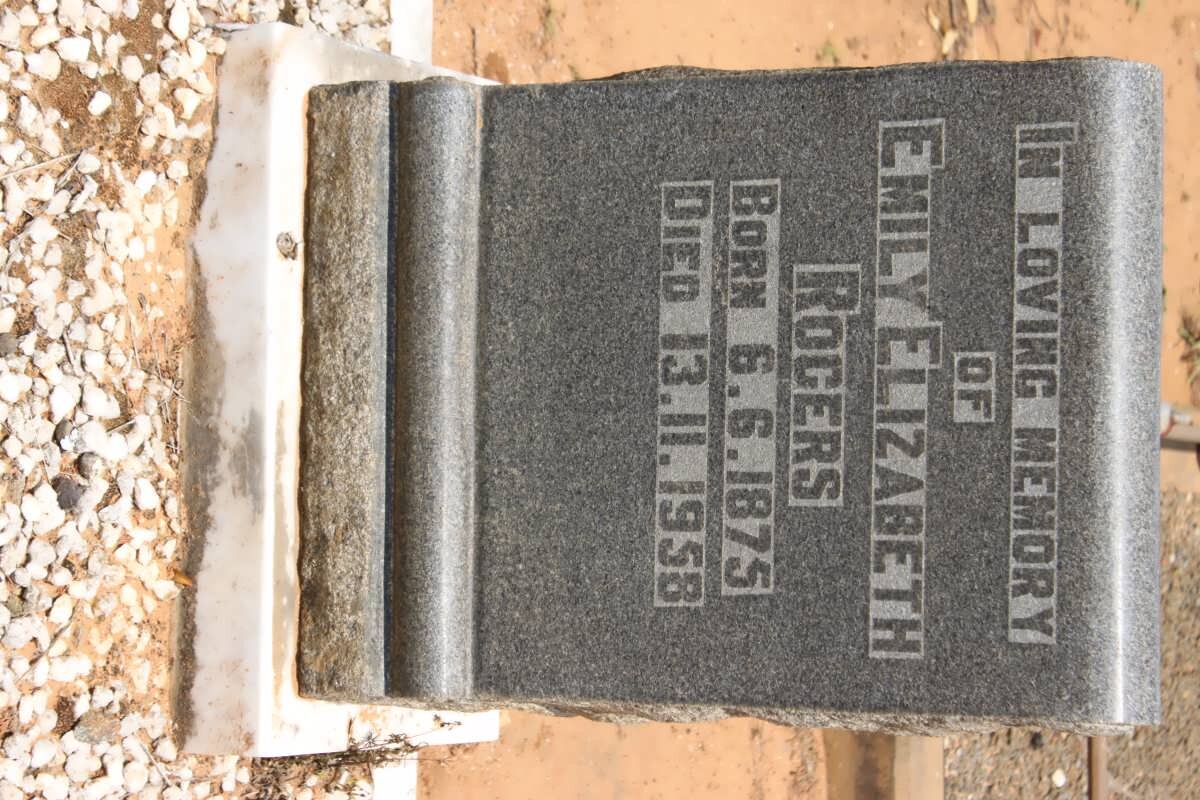 IN LOVING MEMORY
OF
EMILY ELIZABETH
ROGERS
BORN 6.6.1875
DIED 13.11.1958